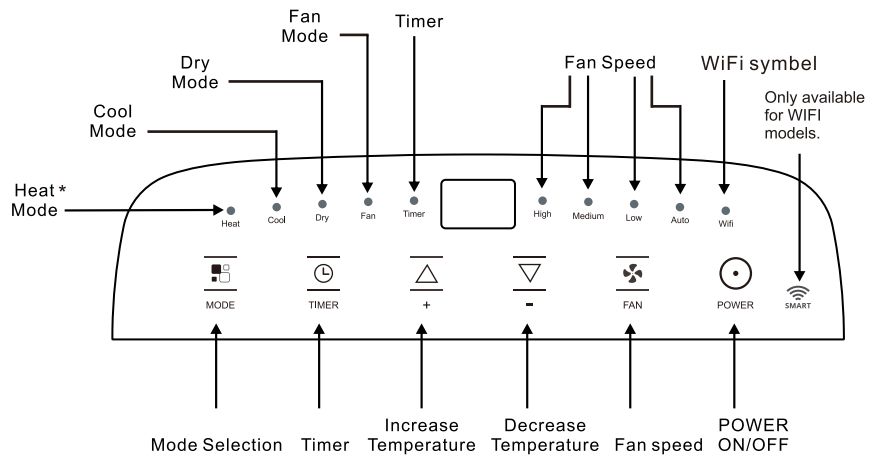 Fan
Mode
Timer
Dry
Mode
Fan Speed
WiFi symbel
Only available
for WIFI
models.
Cool
Mode
Heat *
Mode
Heat
Cool
Dry
Fan
Timer
High
Medium
Low
Auto
Wifi
MODE
TIMER
+
-
FAN
POWER
SMART
Mode Selection
Timer
Increase
Temperature
Decrease
Temperature
Fan speed
POWER
ON/OFF